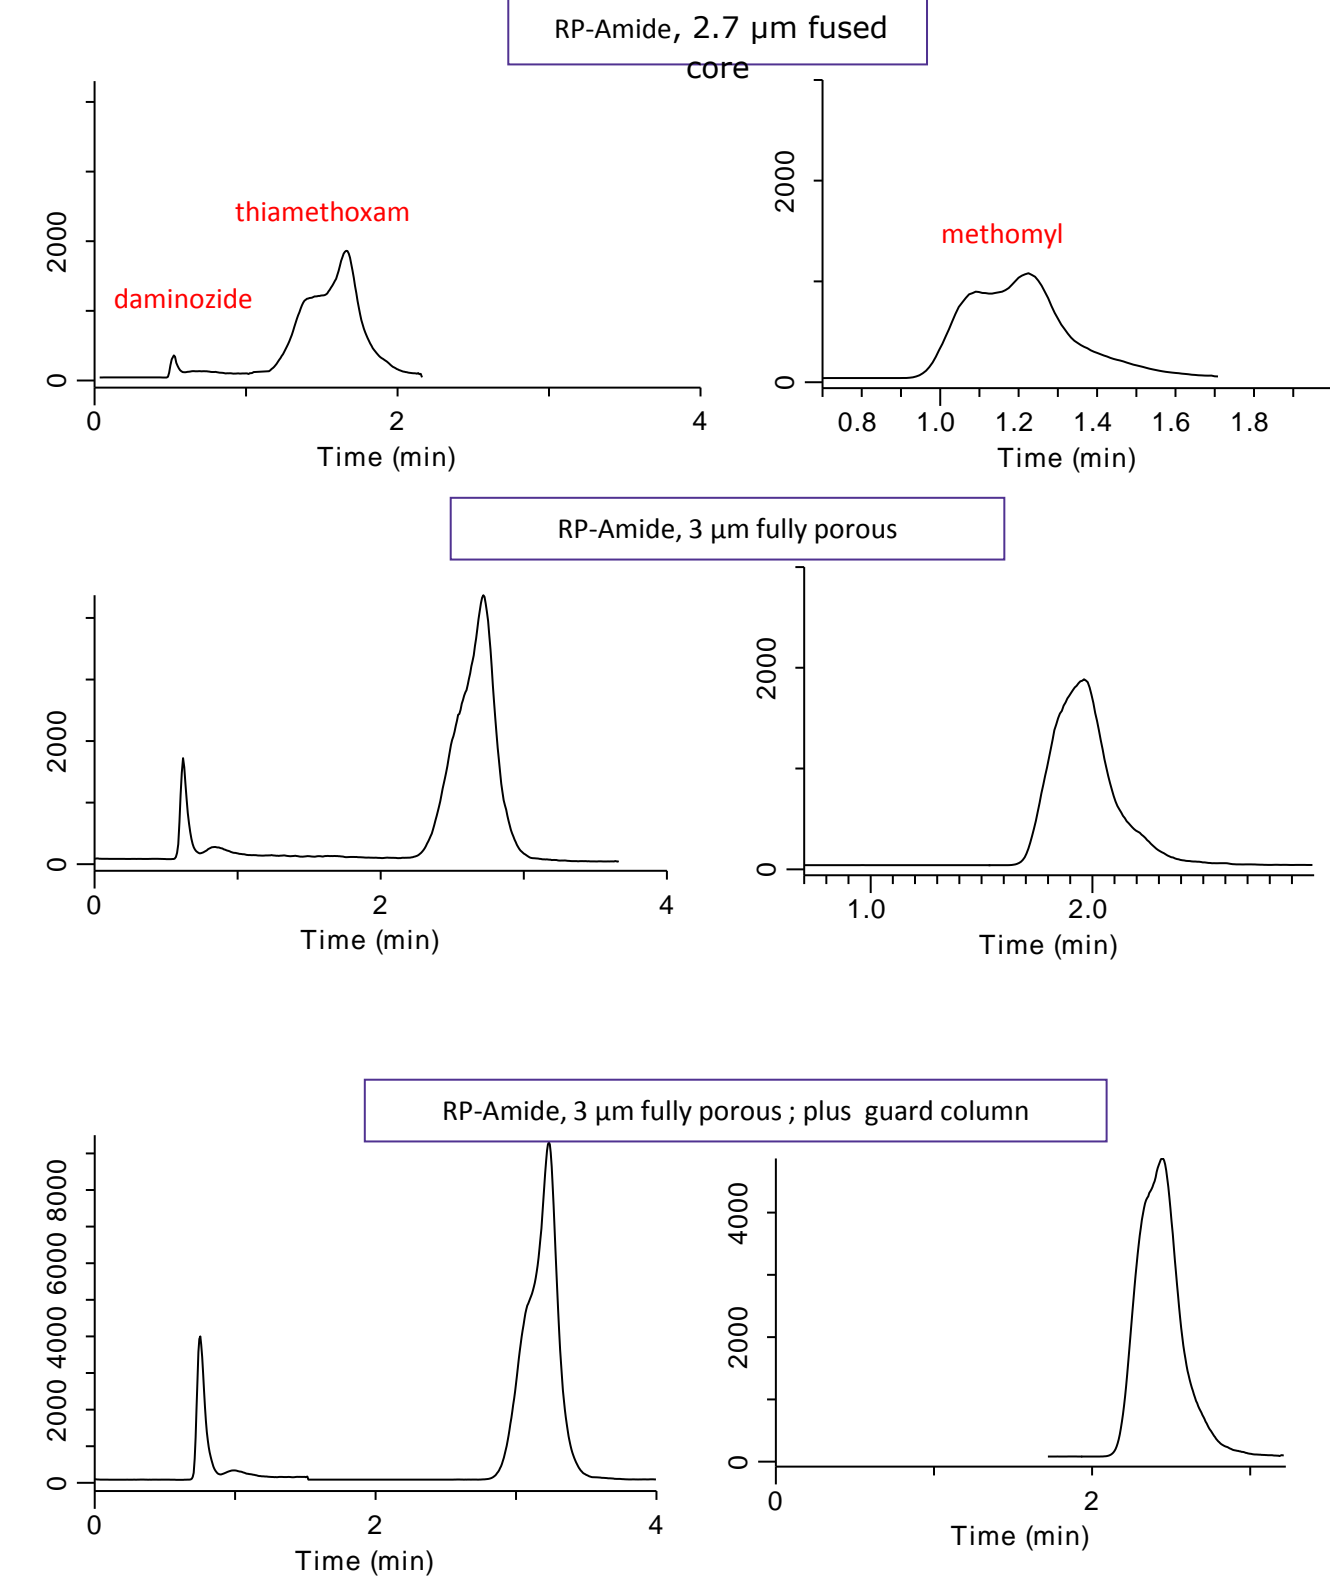 RP-Amide, 2.7 µm fused
core
2000
0
thiamethoxam
daminozide
0 2 4
Time (min)
2000
0
methomyl
0.8 1.0 1.2 1.4 1.6 1.8
Time (min)
RP-Amide, 3 µm fully porous
2000
0
0 2 4
Time (min)
2000
0
1.0 2.0
Time (min)
RP-Amide, 3 µm fully porous ; plus guard column
0 2000 4000 6000 8000
0 2 4
Time (min)
4000
2000
0
0 2
Time (min)